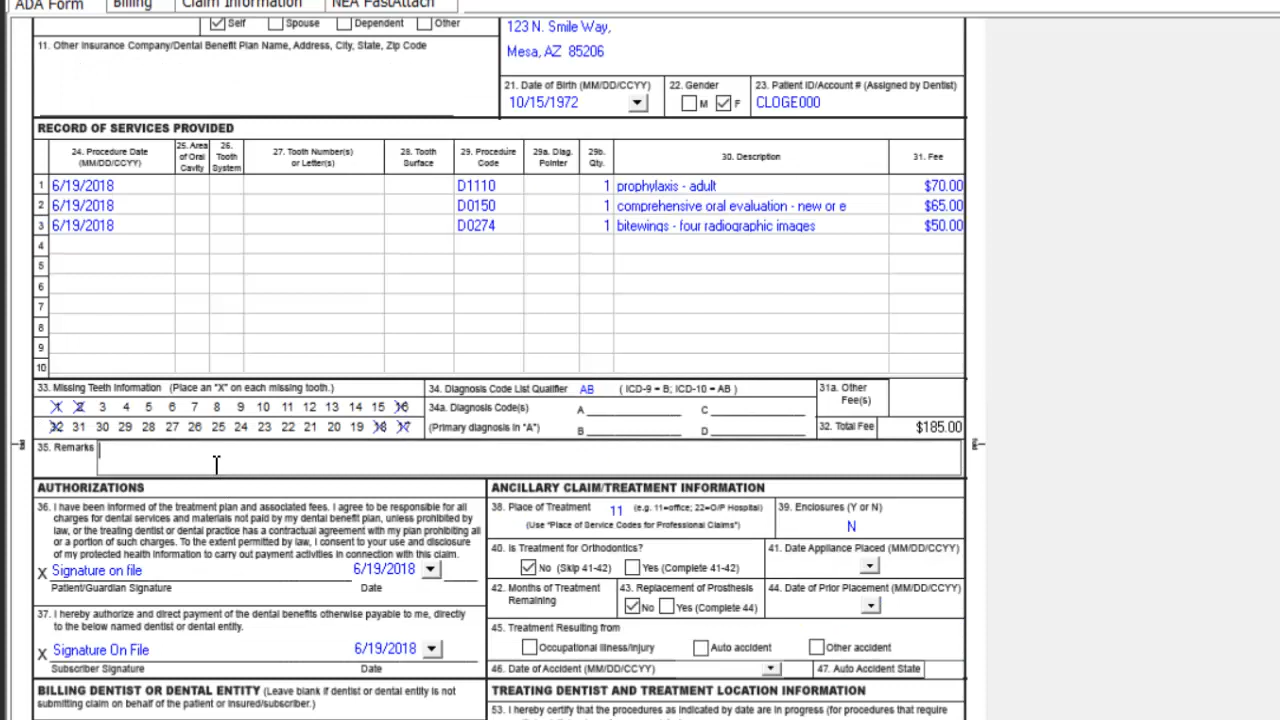 ADA Form Billing Claim Information NEA FastAttach
Self Spouse Dependent Other
11. Other Insurance Company/Dental Benefit Plan Name, Address, City, State, Zip Code
123 N. Smile Way,
Mesa, AZ 85206
21. Date of Birth (MM/DD/CCYY) 22. Gender 23. Patient ID/Account # (Assigned by Dentist)
10/15/1972 M F CLOGE000
RECORD OF SERVICES PROVIDED
24. Procedure Date (MM/DD/CCYY)
25. Area of Oral Cavity
26. Tooth System
27. Tooth Number(s) or Letter(s)
28. Tooth Surface
29. Procedure Code
29a. Diag. Pointer
29b. Qty.
30. Description
31. Fee
1 6/19/2018 D1110 1 prophylaxis - adult $70.00
2 6/19/2018 D0150 1 comprehensive oral evaluation - new or e $65.00
3 6/19/2018 D0274 1 bitewings - four radiographic images $50.00
4
5
6
7
8
9
10
33. Missing Teeth Information (Place an "X" on each missing tooth.)
1 2 3 4 5 6 7 8 9 10 11 12 13 14 15 16
32 31 30 29 28 27 26 25 24 23 22 21 20 19 18 17
34. Diagnosis Code List Qualifier AB ( ICD-9 = B; ICD-10 = AB )
34a. Diagnosis Code(s) A C
(Primary diagnosis in "A") B D
31a. Other Fee(s)
32. Total Fee $185.00
35. Remarks
AUTHORIZATIONS
36. I have been informed of the treatment plan and associated fees. I agree to be responsible for all
charges for dental services and materials not paid by my dental benefit plan, unless prohibited by
law, or the treating dentist or dental practice has a contractual agreement with my plan prohibiting all
or a portion of such charges. To the extent permitted by law, I consent to your use and disclosure
of my protected health information to carry out payment activities in connection with this claim.
X Signature on file 6/19/2018
Patient/Guardian Signature Date
37. I hereby authorize and direct payment of the dental benefits otherwise payable to me, directly
to the below named dentist or dental entity.
X Signature On File 6/19/2018
Subscriber Signature Date
ANCILLARY CLAIM/TREATMENT INFORMATION
38. Place of Treatment 11 (e.g. 11=office; 22=O/P Hospital)
(Use "Place of Service Codes for Professional Claims")
39. Enclosures (Y or N)
N
40. Is Treatment for Orthodontics?
No (Skip 41-42) Yes (Complete 41-42)
41. Date Appliance Placed (MM/DD/CCYY)
42. Months of Treatment Remaining
43. Replacement of Prosthesis
No Yes (Complete 44)
44. Date of Prior Placement (MM/DD/CCYY)
45. Treatment Resulting from
Occupational illness/injury Auto accident Other accident
46. Date of Accident (MM/DD/CCYY) 47. Auto Accident State
BILLING DENTIST OR DENTAL ENTITY (Leave blank if dentist or dental entity is not
submitting claim on behalf of the patient or insured/subscriber.)
TREATING DENTIST AND TREATMENT LOCATION INFORMATION
53. I hereby certify that the procedures as indicated by date are in progress (for procedures that require